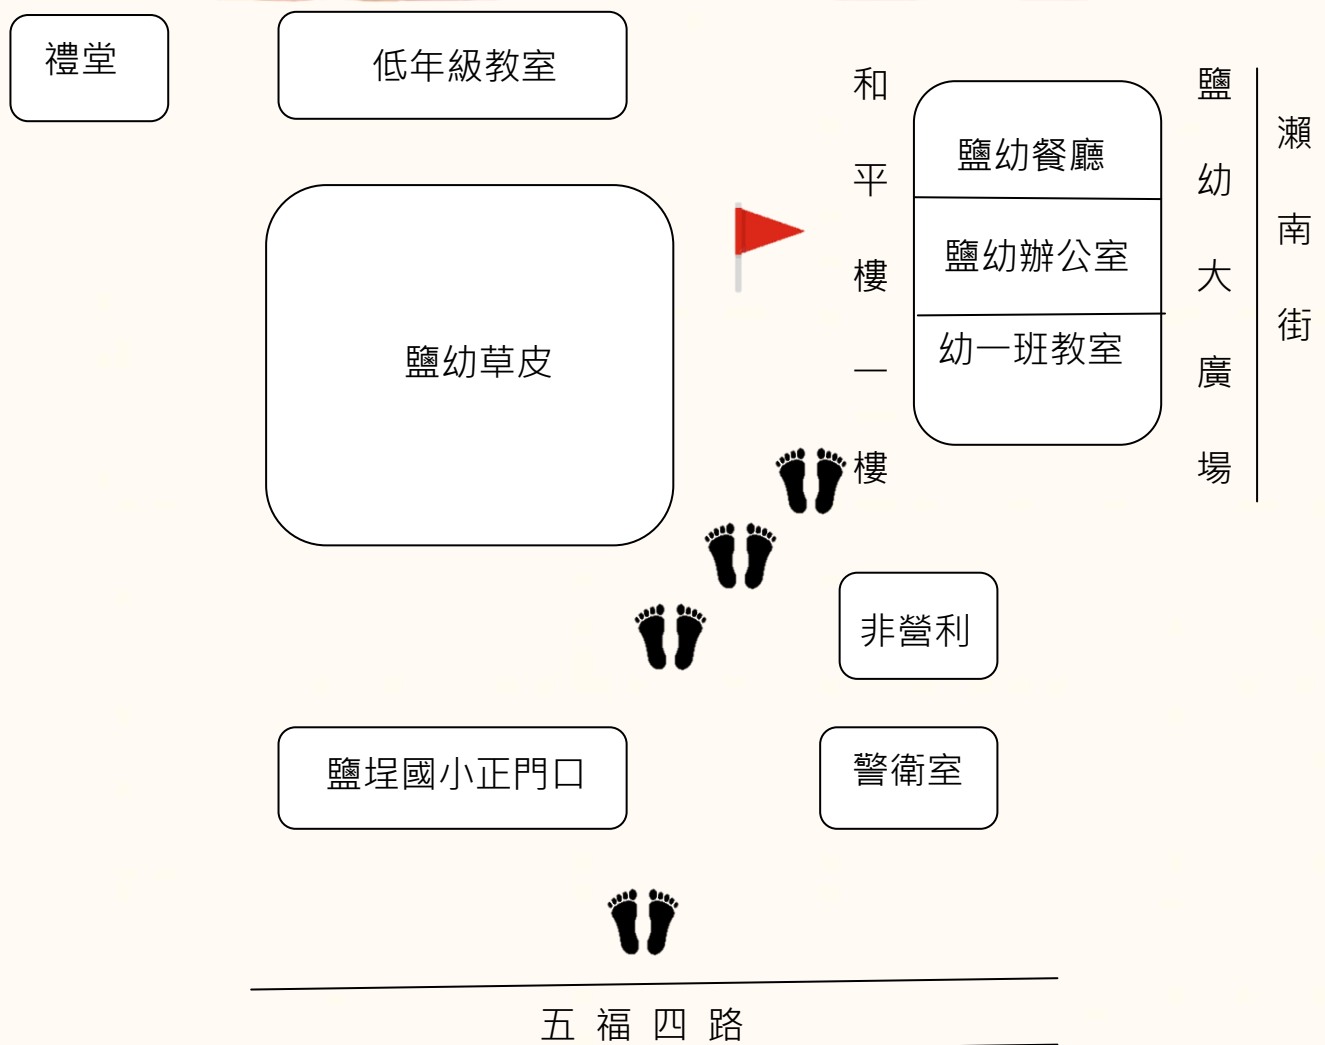 禮堂
低年級教室
和平樓一樓
鹽幼餐廳
鹽幼辦公室
幼一班教室
鹽幼大廣場
瀨南街
鹽幼草皮
非營利
鹽埕國小正門口
警衛室
五福四路